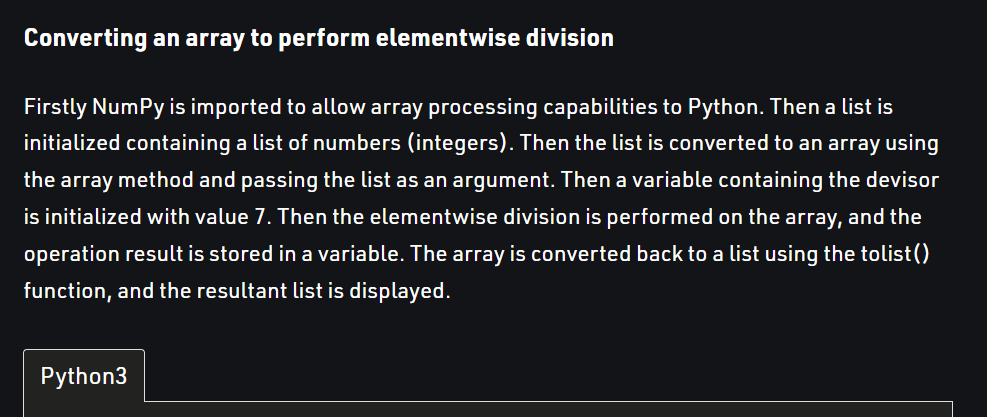 Converting an array to perform elementwise division
Firstly NumPy is imported to allow array processing capabilities to Python. Then a list is
initialized containing a list of numbers (integers). Then the list is converted to an array using
the array method and passing the list as an argument. Then a variable containing the devisor
is initialized with value 7. Then the elementwise division is performed on the array, and the
operation result is stored in a variable. The array is converted back to a list using the tolist()
function, and the resultant list is displayed.
Python3